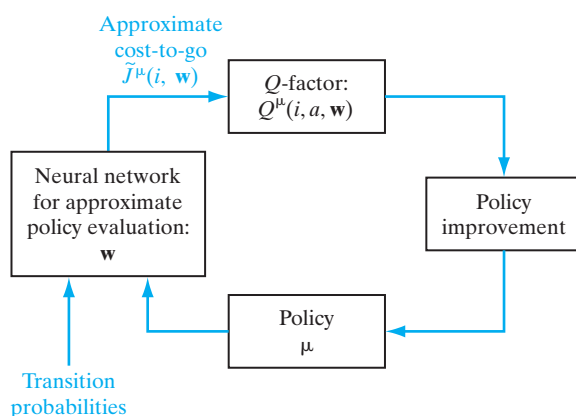 Approximate
cost-to-go
J̃^μ(i, w)
Q-factor:
Q^μ(i, a, w)
Neural network
for approximate
policy evaluation:
w
Policy
improvement
Policy
μ
Transition
probabilities